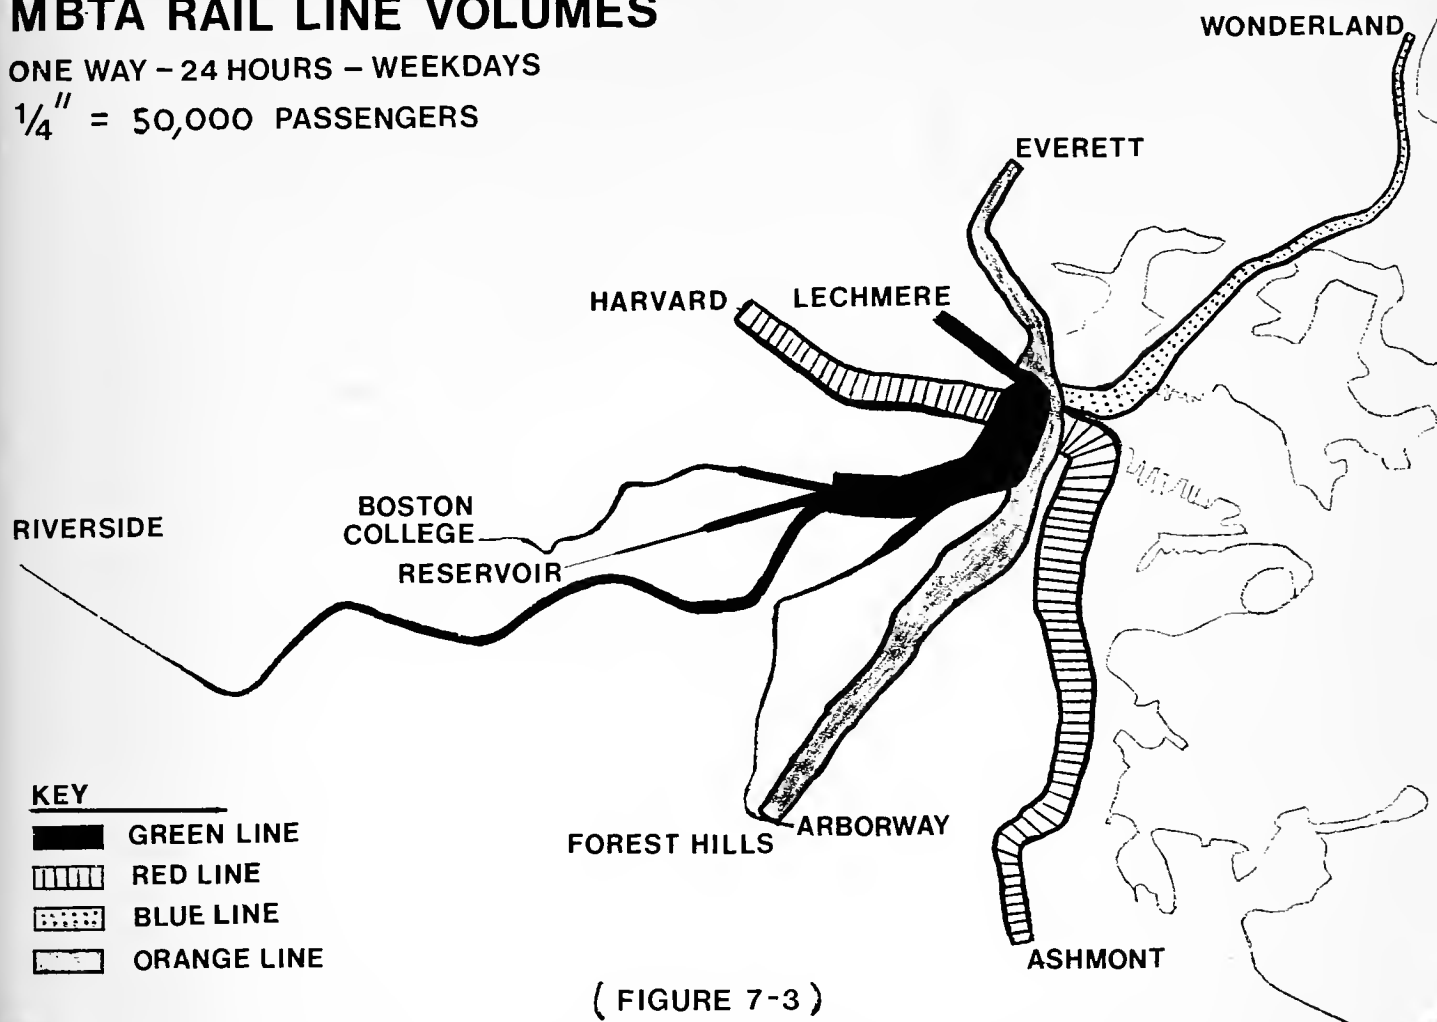 MBTA RAIL LINE VOLUMES
ONE WAY – 24 HOURS – WEEKDAYS
1/4" = 50,000 PASSENGERS
WONDERLAND
EVERETT
HARVARD
LECHMERE
BOSTON
COLLEGE
RIVERSIDE
RESERVOIR
KEY
GREEN LINE
RED LINE
BLUE LINE
ORANGE LINE
ARBORWAY
FOREST HILLS
ASHMONT
( FIGURE 7-3 )